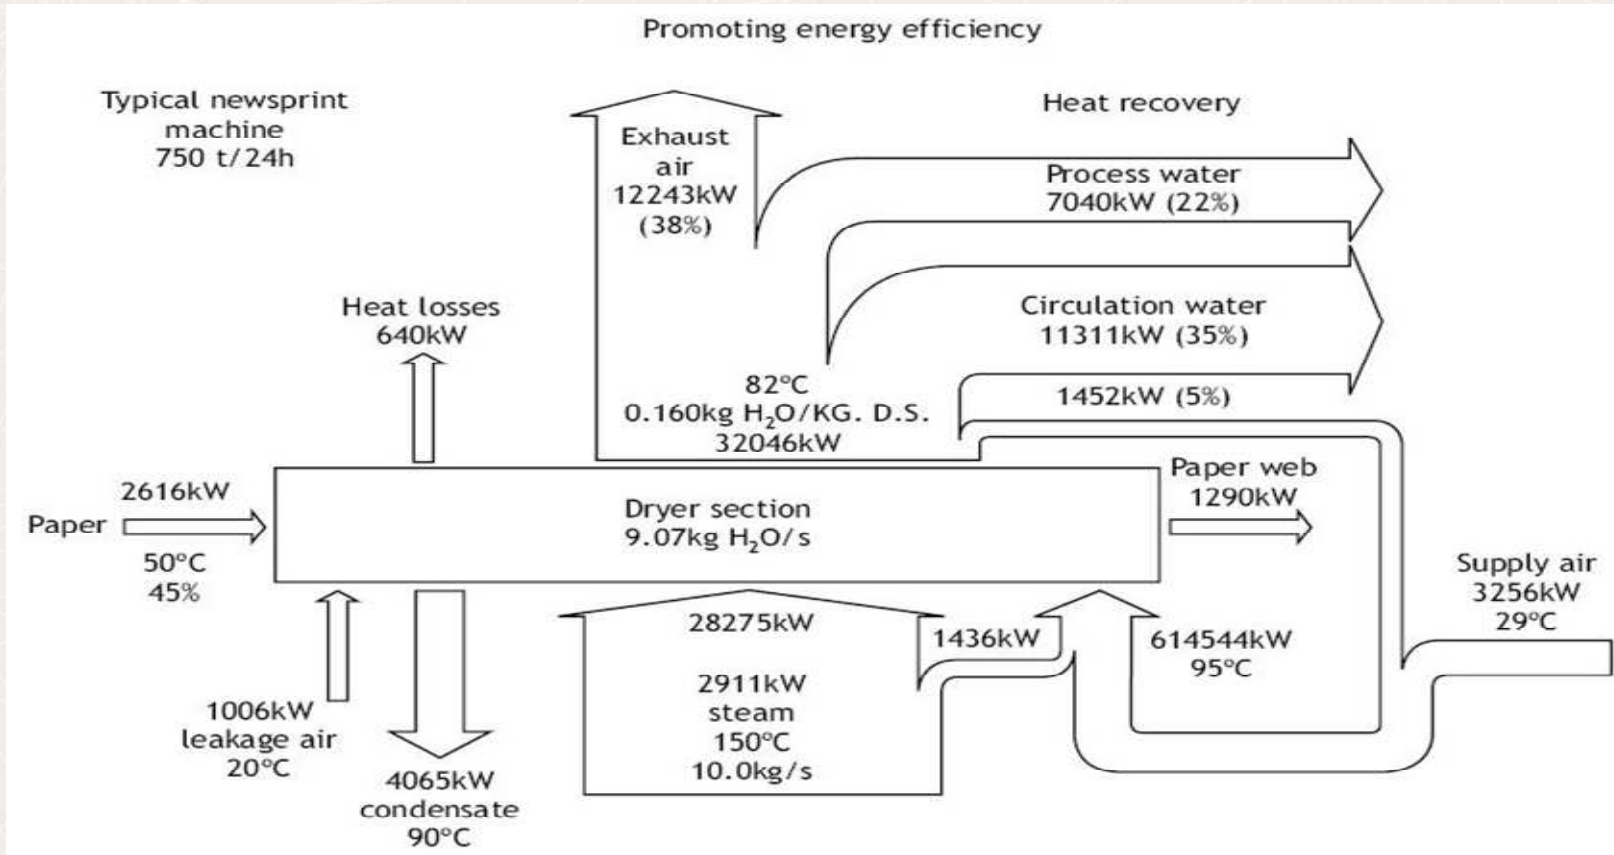 Promoting energy efficiency
Typical newsprint
machine
750 t/24h
Heat recovery
Exhaust
air
12243kW
(38%)
Process water
7040kW (22%)
Heat losses
640kW
Circulation water
11311kW (35%)
1452kW (5%)
82°C
0.160kg H₂O/KG. D.S.
32046kW
2616kW
Paper
50°C
45%
Dryer section
9.07kg H₂O/s
Paper web
1290kW
Supply air
3256kW
29°C
1006kW
leakage air
20°C
4065kW
condensate
90°C
28275kW
2911kW
steam
150°C
10.0kg/s
1436kW
614544kW
95°C